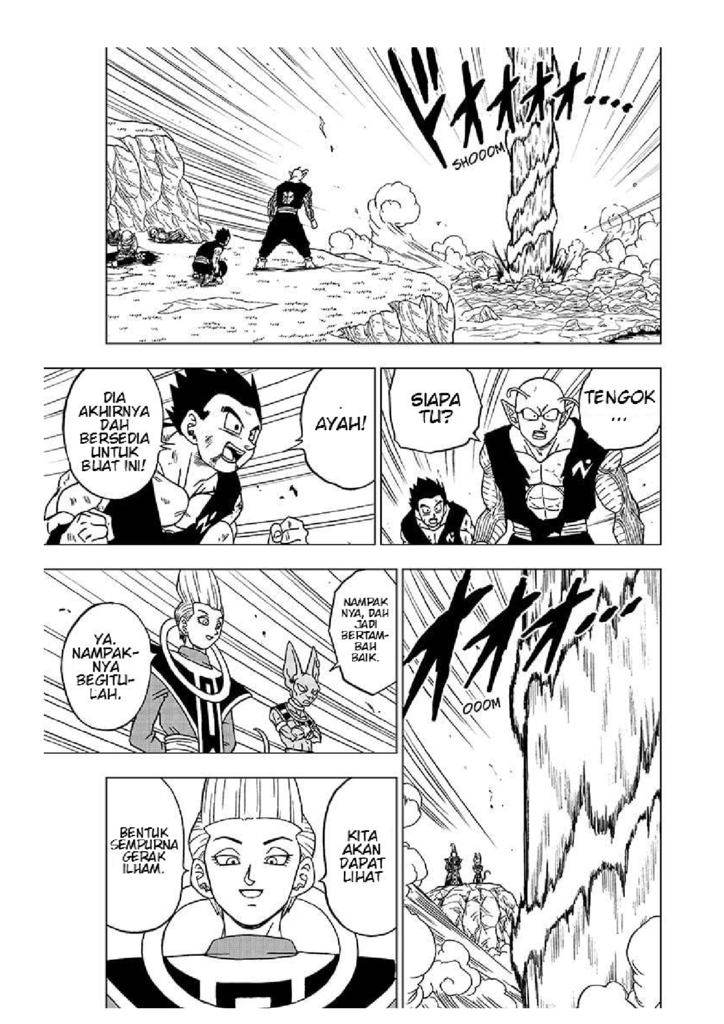 ドオオオオ....
SHOOOM
TENGOK
...
SIAPA
TU?
AYAH!
DIA
AKHIRNYA
DAH
BERSEDIA
UNTUK
BUAT INI!
オオオ...
OOOM
NAMPAK
NYA, DAH
JADI
BERTAM-
BAH
BAIK.
YA.
NAMPAK-
NYA
BEGITU-
LAH.
KITA
AKAN
DAPAT
LIHAT
BENTUK
SEMPURNA
GERAK
ILHAM.